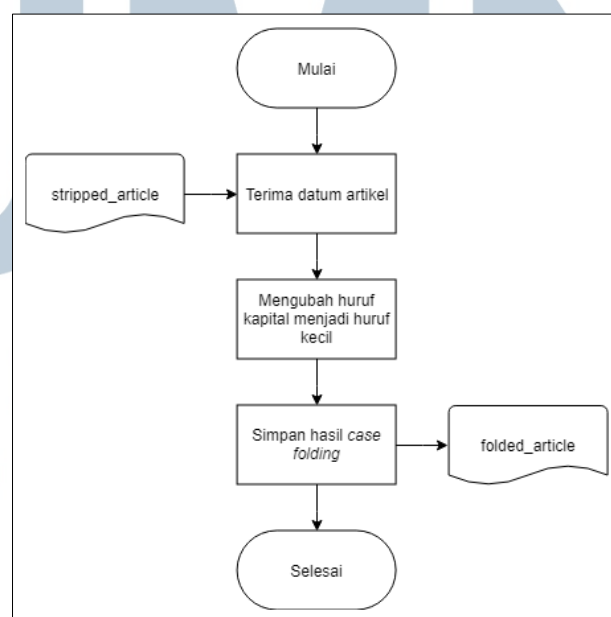 Mulai
stripped_article
Terima datum artikel
Mengubah huruf
kapital menjadi huruf
kecil
Simpan hasil case
folding
folded_article
Selesai